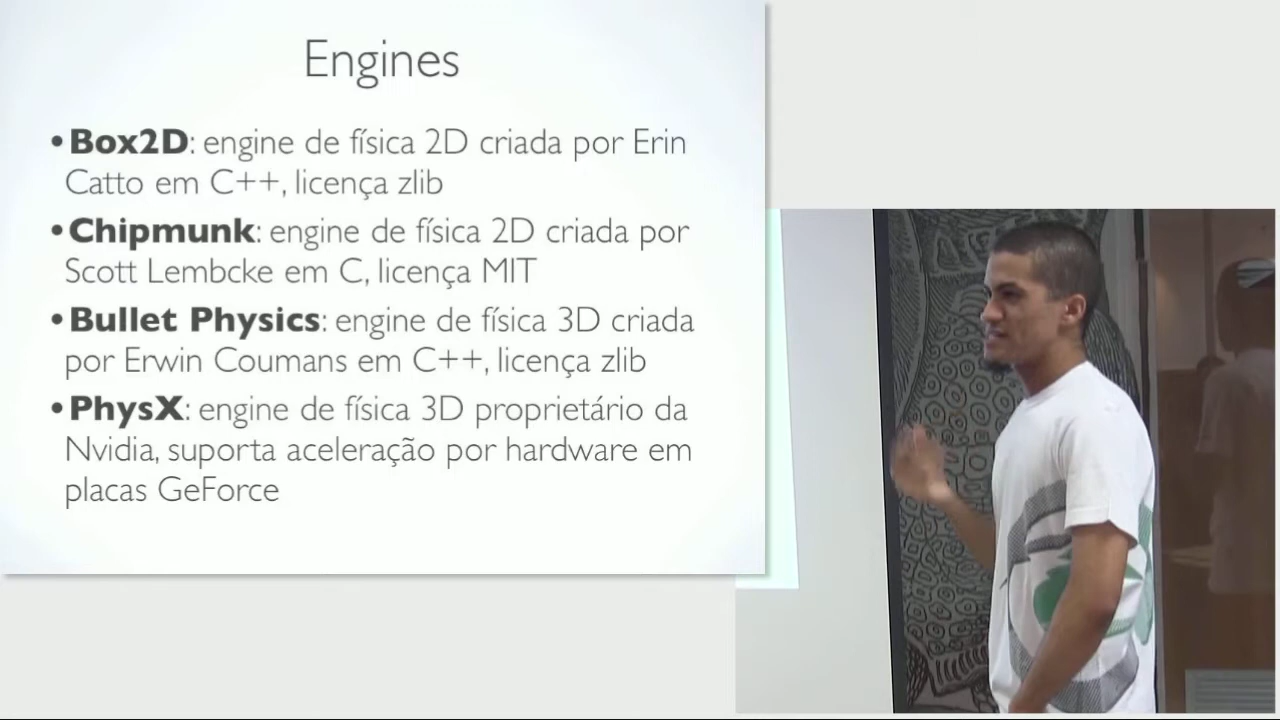 Engines
• Box2D: engine de física 2D criada por Erin
Catto em C++, licença zlib
• Chipmunk: engine de física 2D criada por
Scott Lembcke em C, licença MIT
• Bullet Physics: engine de física 3D criada
por Erwin Coumans em C++, licença zlib
• PhysX: engine de física 3D proprietário da
Nvidia, suporta aceleração por hardware em
placas GeForce